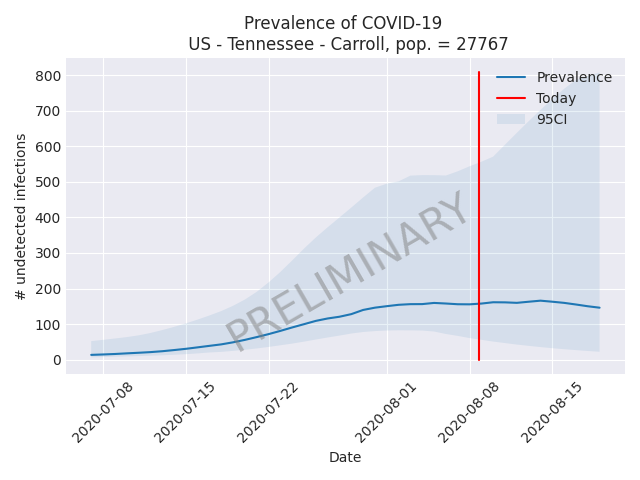 Prevalence of COVID-19
US - Tennessee - Carroll, pop. = 27767
800
700
600
500
400
300
200
100
0
# undetected infections
Prevalence
Today
95CI
PRELIMINARY
2020-07-08
2020-07-15
2020-07-22
2020-08-01
2020-08-08
2020-08-15
Date